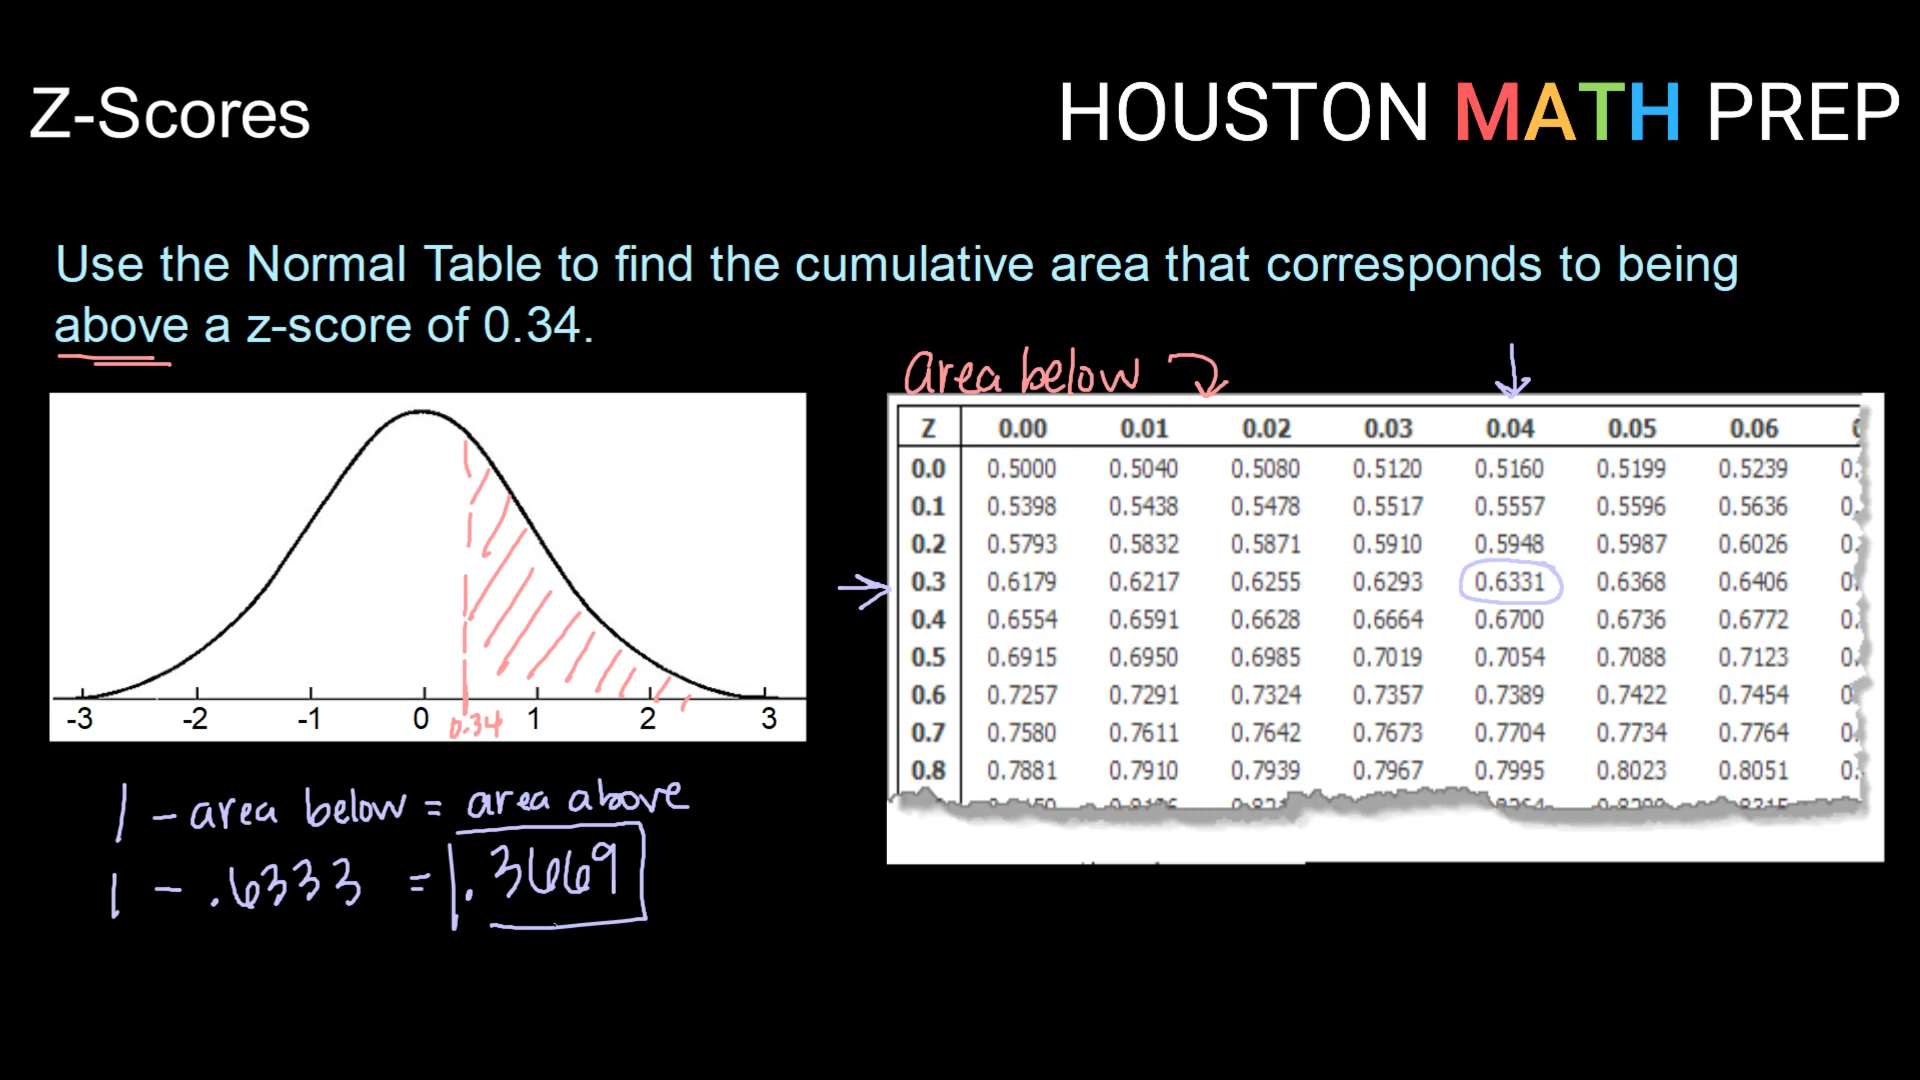 Z-Scores
HOUSTON MATH PREP
Use the Normal Table to find the cumulative area that corresponds to being
above a z-score of 0.34.
area below
-3 -2 -1 0 0.34 1 2 3
Z 0.00 0.01 0.02 0.03 0.04 0.05 0.06
0.0 0.5000 0.5040 0.5080 0.5120 0.5160 0.5199 0.5239 0.
0.1 0.5398 0.5438 0.5478 0.5517 0.5557 0.5596 0.5636 0.
0.2 0.5793 0.5832 0.5871 0.5910 0.5948 0.5987 0.6026 0.
0.3 0.6179 0.6217 0.6255 0.6293 0.6331 0.6368 0.6406 0.
0.4 0.6554 0.6591 0.6628 0.6664 0.6700 0.6736 0.6772 0.
0.5 0.6915 0.6950 0.6985 0.7019 0.7054 0.7088 0.7123 0.
0.6 0.7257 0.7291 0.7324 0.7357 0.7389 0.7422 0.7454 0
0.7 0.7580 0.7611 0.7642 0.7673 0.7704 0.7734 0.7764 0.
0.8 0.7881 0.7910 0.7939 0.7967 0.7995 0.8023 0.8051 0.
1 - area below = area above
1 - .6333 = .3669